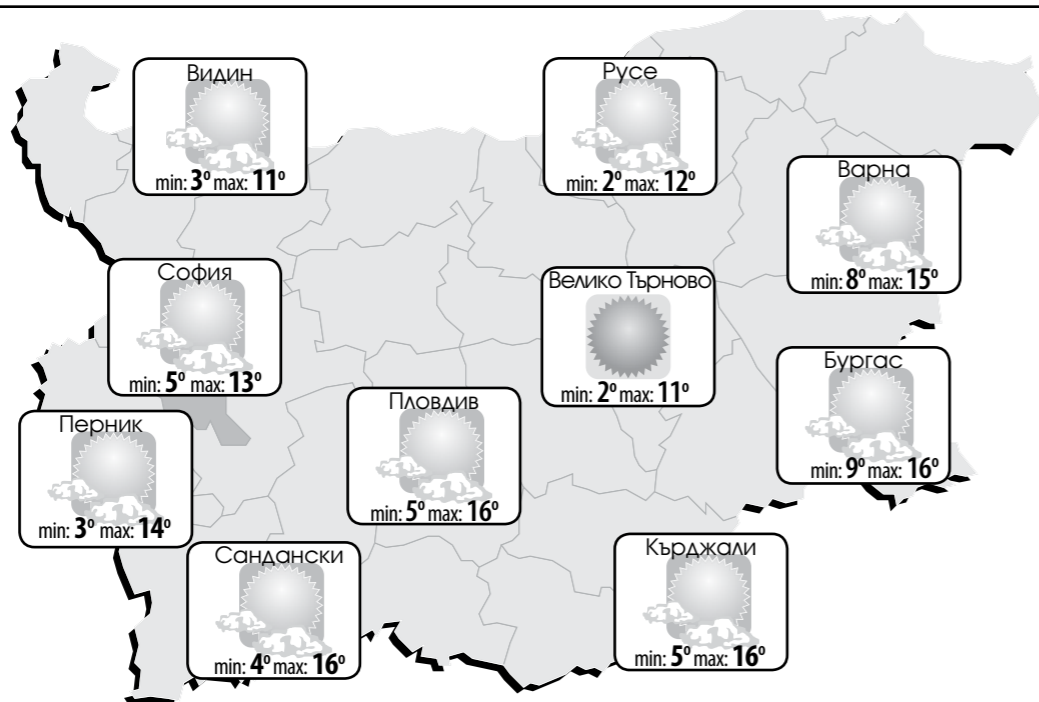 Видин
min: 3° max: 11°
Русе
min: 2° max: 12°
Варна
min: 8° max: 15°
София
min: 5° max: 13°
Велико Търново
min: 2° max: 11°
Бургас
min: 9° max: 16°
Пловдив
min: 5° max: 16°
Перник
min: 3° max: 14°
Сандански
min: 4° max: 16°
Кърджали
min: 5° max: 16°